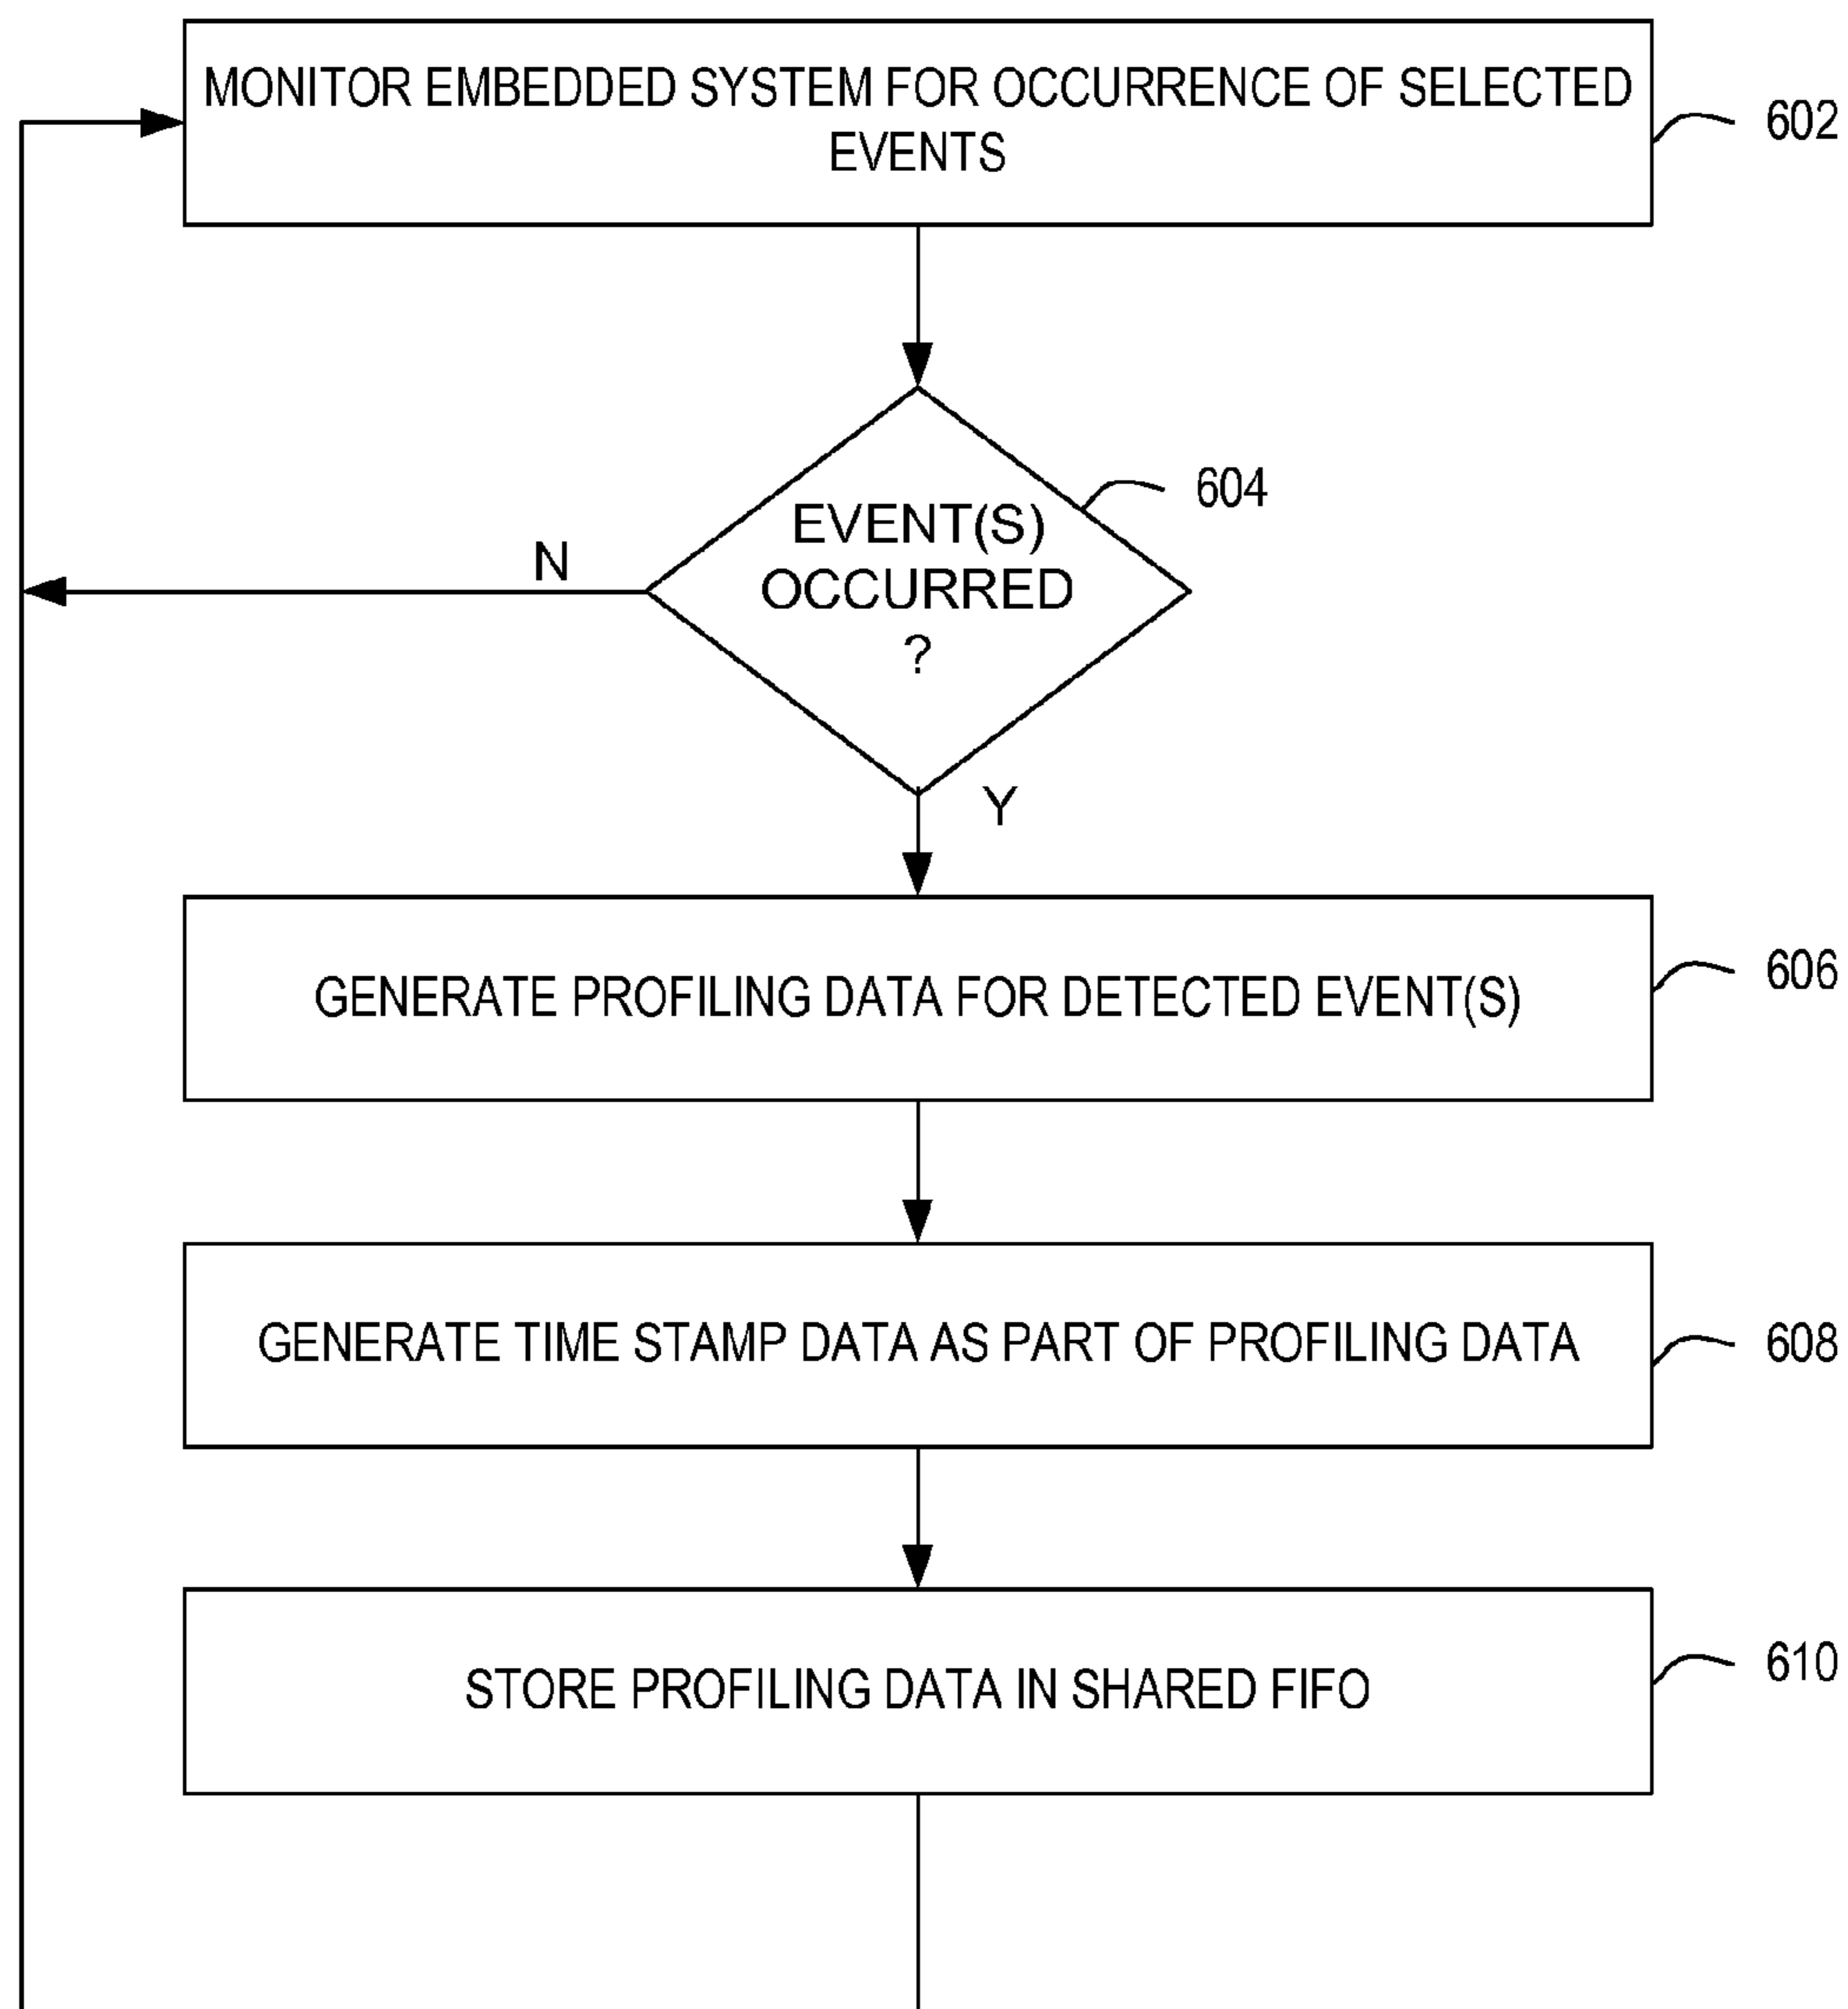 MONITOR EMBEDDED SYSTEM FOR OCCURRENCE OF SELECTED
EVENTS
602
EVENT(S)
OCCURRED
?
604
N
Y
GENERATE PROFILING DATA FOR DETECTED EVENT(S)
606
GENERATE TIME STAMP DATA AS PART OF PROFILING DATA
608
STORE PROFILING DATA IN SHARED FIFO
610